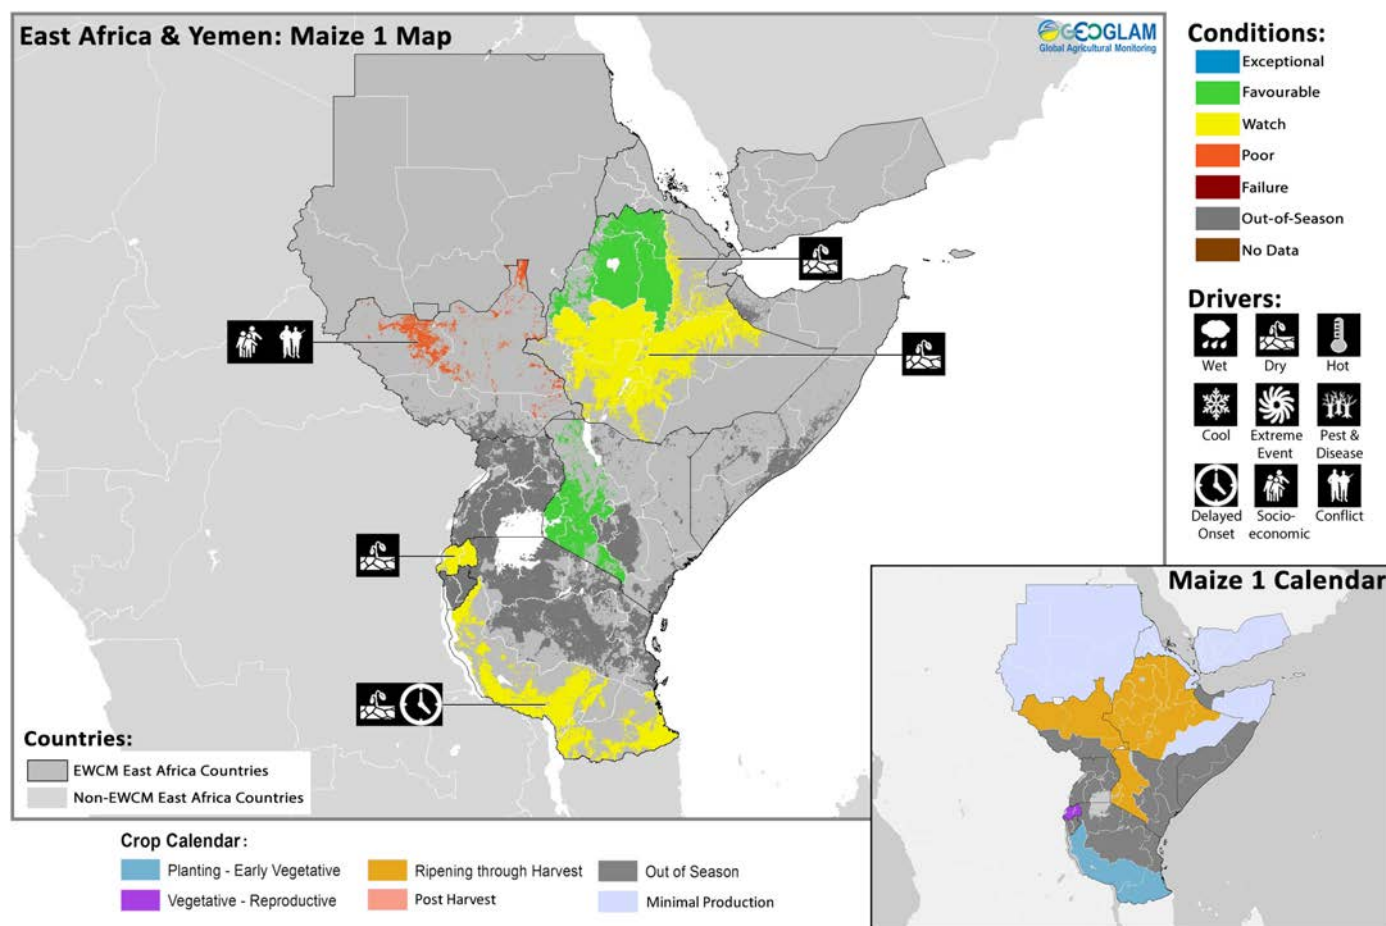 East Africa & Yemen: Maize 1 Map
GEOGLAM
Global Agricultural Monitoring
Conditions:
Exceptional
Favourable
Watch
Poor
Failure
Out-of-Season
No Data
Drivers:
Wet
Dry
Hot
Cool
Extreme
Event
Pest &
Disease
Delayed
Onset
Socio-
economic
Conflict
Countries:
EWCM East Africa Countries
Non-EWCM East Africa Countries
Maize 1 Calendar
Crop Calendar:
Planting - Early Vegetative
Ripening through Harvest
Out of Season
Vegetative - Reproductive
Post Harvest
Minimal Production